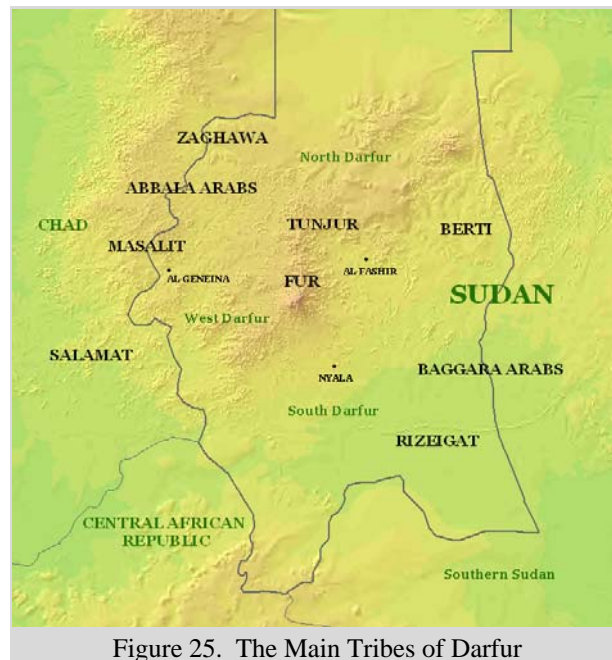 ZAGHAWA
North Darfur
ABBALA ARABS
CHAD
TUNJUR
BERTI
MASALIT
AL FASHIR
AL GENEINA
FUR
SUDAN
West Darfur
SALAMAT
NYALA
BAGGARA ARABS
South Darfur
RIZEIGAT
CENTRAL AFRICAN
REPUBLIC
Southern Sudan
Figure 25. The Main Tribes of Darfur